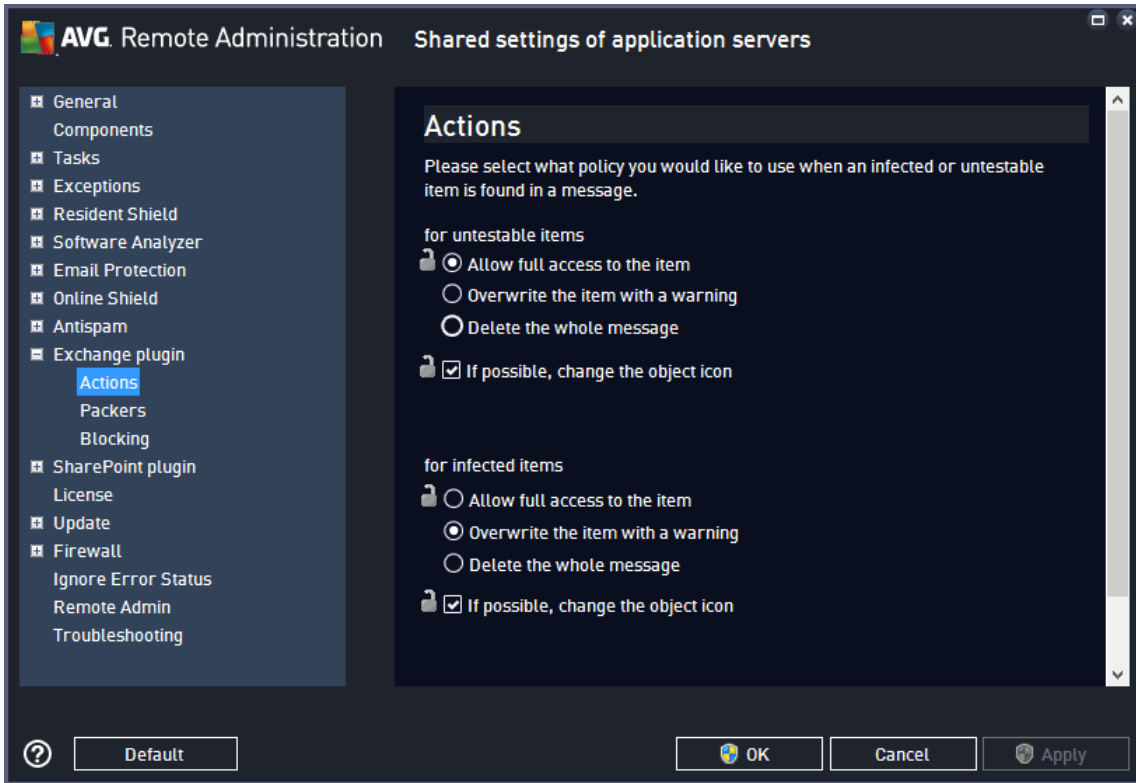 AVG. Remote Administration
Shared settings of application servers
General
Components
Tasks
Exceptions
Resident Shield
Software Analyzer
Email Protection
Online Shield
Antispam
Exchange plugin
Actions
Packers
Blocking
SharePoint plugin
License
Update
Firewall
Ignore Error Status
Remote Admin
Troubleshooting
Actions
Please select what policy you would like to use when an infected or untestable
item is found in a message.
for untestable items
Allow full access to the item
Overwrite the item with a warning
Delete the whole message
If possible, change the object icon
for infected items
Allow full access to the item
Overwrite the item with a warning
Delete the whole message
If possible, change the object icon
? Default OK Cancel Apply